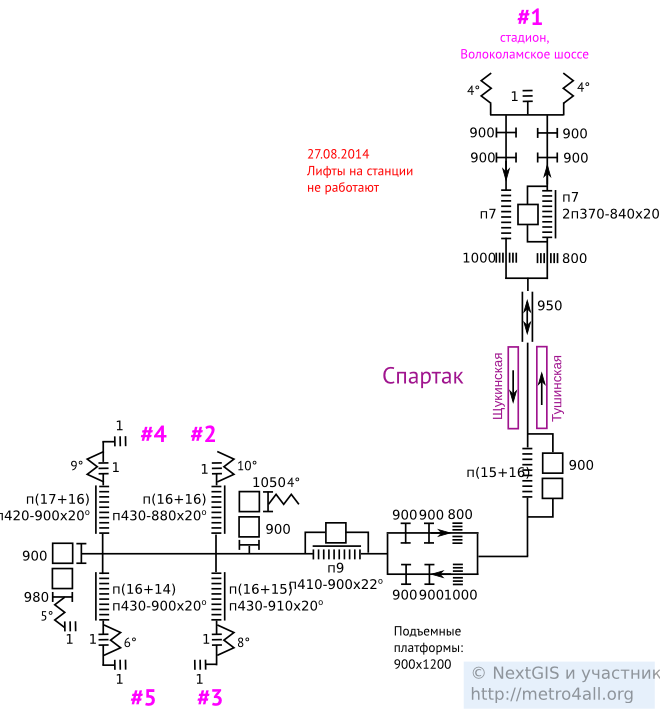 #1
стадион,
Волоколамское шоссе
4°
1
4°
900
900
900
900
27.08.2014
Лифты на станции
не работают
п7
п7
2п370-840x20
1000
800
950
Спартак
Щукинская
Тушинская
п(15+16)
900
1
#4
#2
9°
1
1
10°
п(17+16)
п420-900x20°
п(16+16)
п430-880x20°
1050
4°
900
900
900
900
800
п9
п410-900x22°
900
900
1000
980
5°
1
п(16+14)
п430-900x20°
п(16+15)
п430-910x20°
1
6°
1
8°
1
1
#5
#3
Подъемные
платформы:
900x1200
© NextGIS и участник
http://metro4all.org